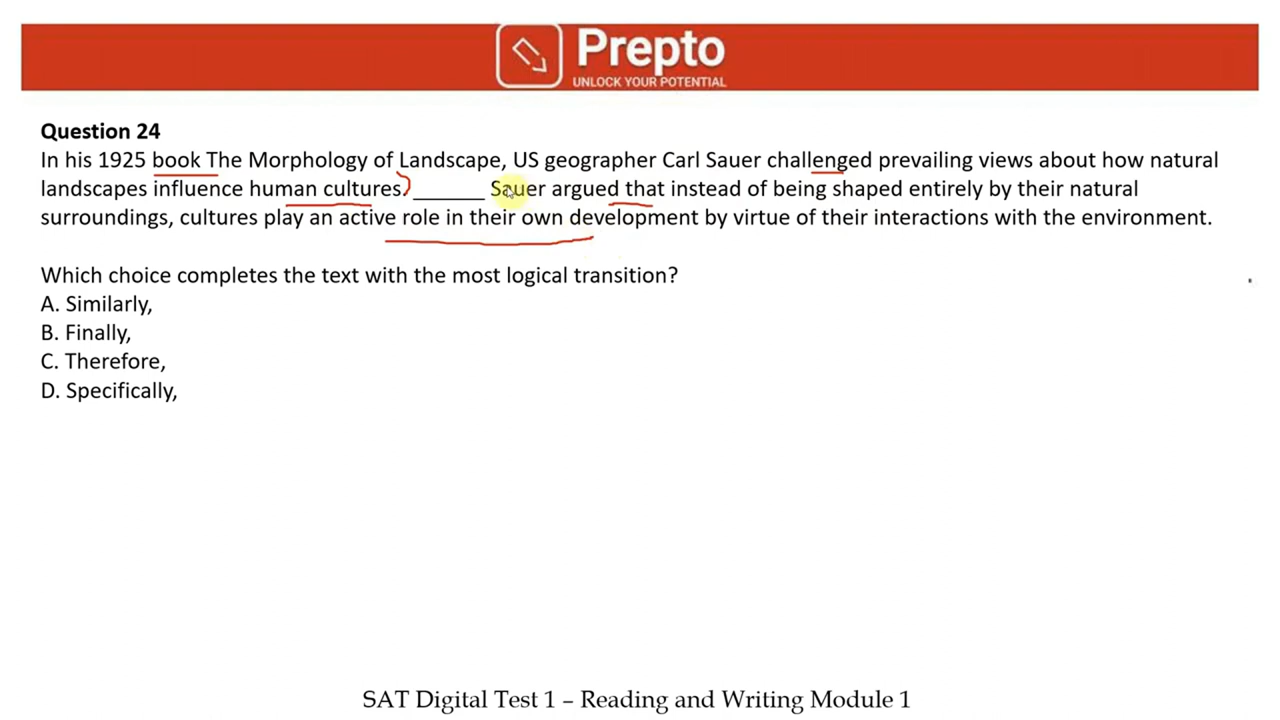 Prepto
UNLOCK YOUR POTENTIAL
Question 24
In his 1925 book The Morphology of Landscape, US geographer Carl Sauer challenged prevailing views about how natural
landscapes influence human cultures. ______ Sauer argued that instead of being shaped entirely by their natural
surroundings, cultures play an active role in their own development by virtue of their interactions with the environment.
Which choice completes the text with the most logical transition?
A. Similarly,
B. Finally,
C. Therefore,
D. Specifically,
SAT Digital Test 1 – Reading and Writing Module 1